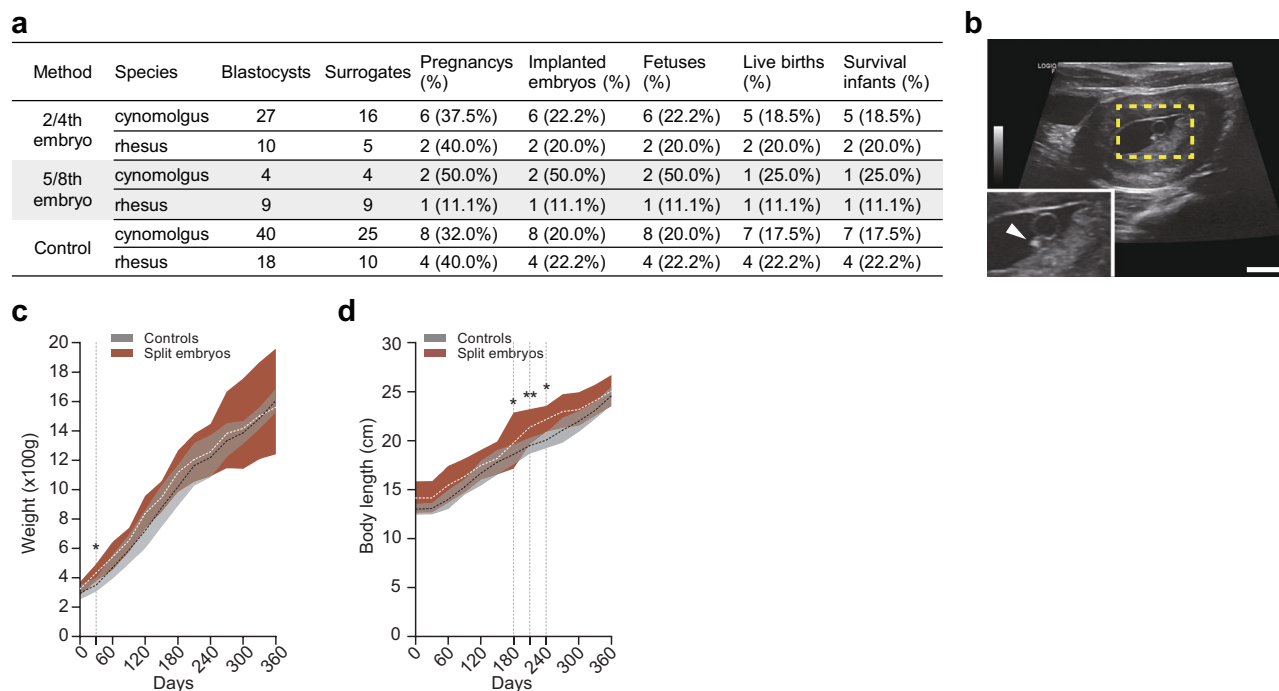 a
Method Species Blastocysts Surrogates Pregnancys (%) Implanted embryos (%) Fetuses (%) Live births (%) Survival infants (%)
2/4th embryo cynomolgus 27 16 6 (37.5%) 6 (22.2%) 6 (22.2%) 5 (18.5%) 5 (18.5%)
rhesus 10 5 2 (40.0%) 2 (20.0%) 2 (20.0%) 2 (20.0%) 2 (20.0%)
5/8th embryo cynomolgus 4 4 2 (50.0%) 2 (50.0%) 2 (50.0%) 1 (25.0%) 1 (25.0%)
rhesus 9 9 1 (11.1%) 1 (11.1%) 1 (11.1%) 1 (11.1%) 1 (11.1%)
Control cynomolgus 40 25 8 (32.0%) 8 (20.0%) 8 (20.0%) 7 (17.5%) 7 (17.5%)
rhesus 18 10 4 (40.0%) 4 (22.2%) 4 (22.2%) 4 (22.2%) 4 (22.2%)
b
LOGIQ
F
c
Controls
Split embryos
Weight (x100g)
20
18
16
14
12
10
8
6
4
2
0
*
0 60 120 180 240 300 360
Days
d
Controls
Split embryos
Body length (cm)
30
25
20
15
10
5
0
* ** *
0 60 120 180 240 300 360
Days